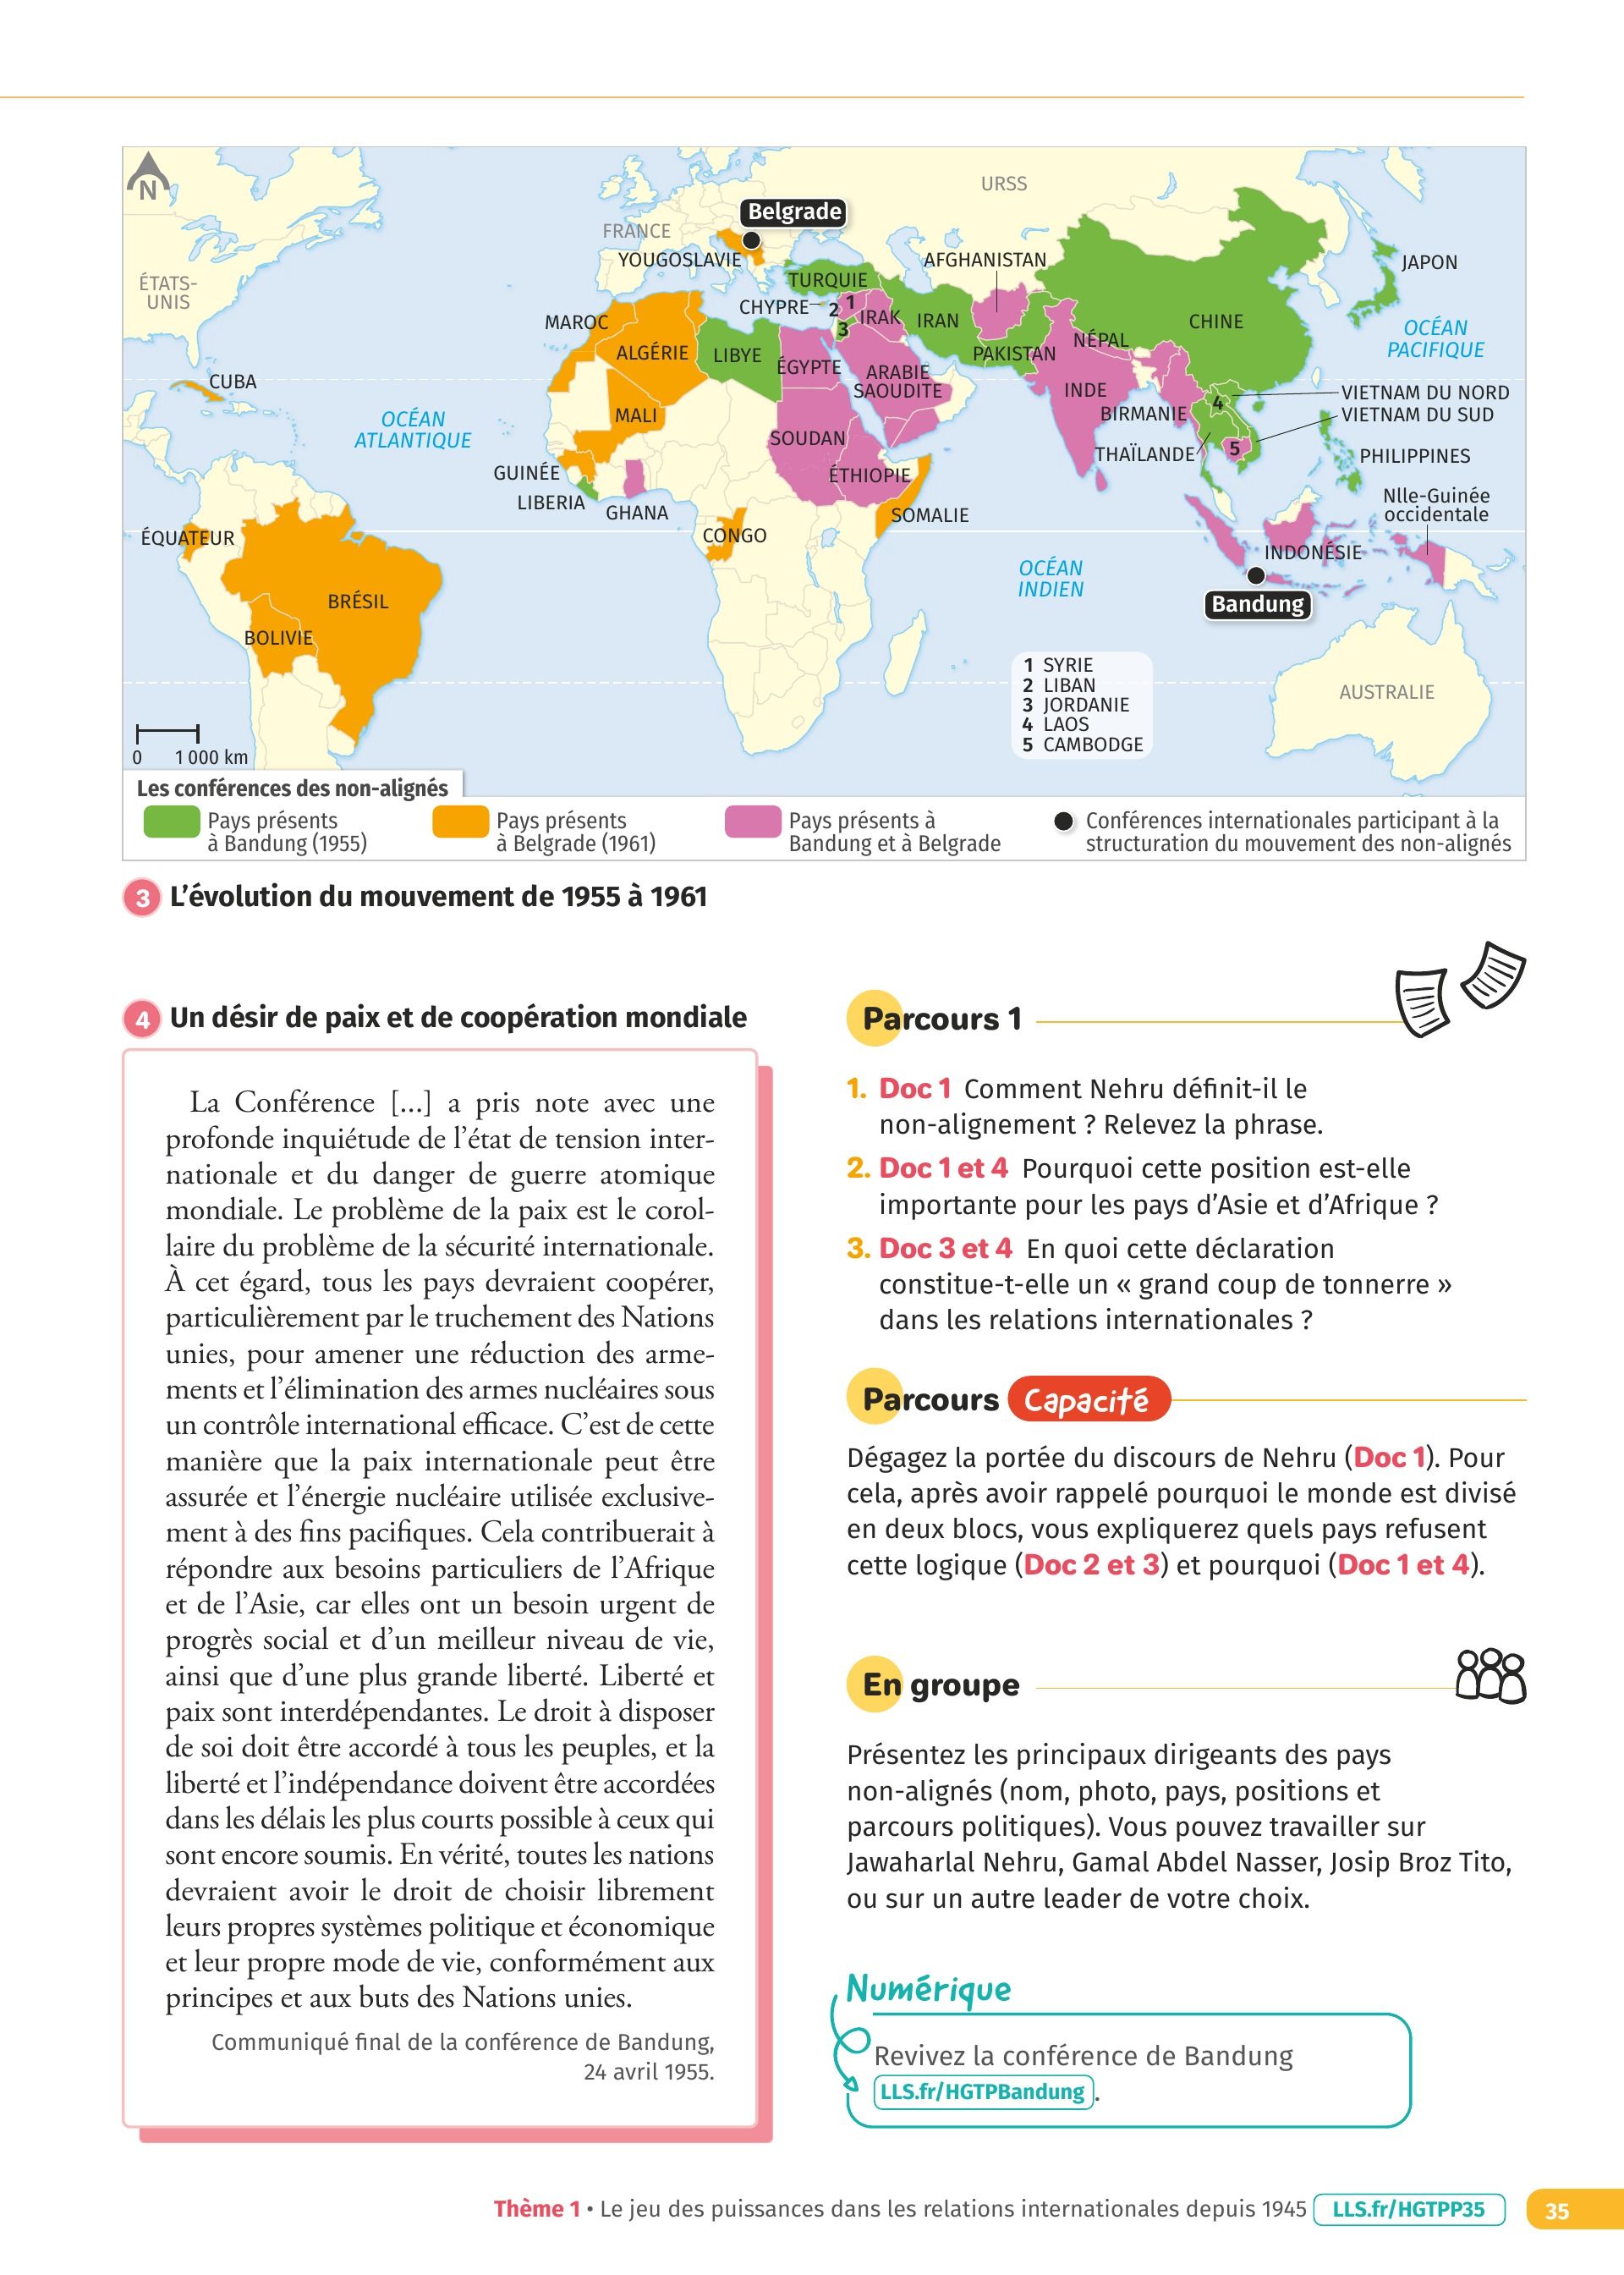 N
URSS
Belgrade
FRANCE
YOUGOSLAVIE
AFGHANISTAN
JAPON
ÉTATS-
UNIS
TURQUIE
CHYPRE
1
2
3
IRAK
IRAN
CHINE
OCÉAN
PACIFIQUE
MAROC
ALGÉRIE
LIBYE
ÉGYPTE
PAKISTAN
NÉPAL
ARABIE
SAOUDITE
INDE
CUBA
VIETNAM DU NORD
VIETNAM DU SUD
OCÉAN
ATLANTIQUE
MALI
4
BIRMANIE
SOUDAN
THAÏLANDE
5
PHILIPPINES
GUINÉE
ÉTHIOPIE
LIBERIA
GHANA
SOMALIE
Nlle-Guinée
occidentale
ÉQUATEUR
CONGO
INDONÉSIE
OCÉAN
INDIEN
Bandung
BRÉSIL
BOLIVIE
1 SYRIE
2 LIBAN
3 JORDANIE
4 LAOS
5 CAMBODGE
AUSTRALIE
0 1 000 km
Les conférences des non-alignés
Pays présents
à Bandung (1955)
Pays présents
à Belgrade (1961)
Pays présents à
Bandung et à Belgrade
Conférences internationales participant à la
structuration du mouvement des non-alignés
3 L'évolution du mouvement de 1955 à 1961
4 Un désir de paix et de coopération mondiale
La Conférence [...] a pris note avec une
profonde inquiétude de l'état de tension inter-
nationale et du danger de guerre atomique
mondiale. Le problème de la paix est le corol-
laire du problème de la sécurité internationale.
À cet égard, tous les pays devraient coopérer,
particulièrement par le truchement des Nations
unies, pour amener une réduction des arme-
ments et l'élimination des armes nucléaires sous
un contrôle international efficace. C'est de cette
manière que la paix internationale peut être
assurée et l'énergie nucléaire utilisée exclusive-
ment à des fins pacifiques. Cela contribuerait à
répondre aux besoins particuliers de l'Afrique
et de l'Asie, car elles ont un besoin urgent de
progrès social et d'un meilleur niveau de vie,
ainsi que d'une plus grande liberté. Liberté et
paix sont interdépendantes. Le droit à disposer
de soi doit être accordé à tous les peuples, et la
liberté et l'indépendance doivent être accordées
dans les délais les plus courts possible à ceux qui
sont encore soumis. En vérité, toutes les nations
devraient avoir le droit de choisir librement
leurs propres systèmes politique et économique
et leur propre mode de vie, conformément aux
principes et aux buts des Nations unies.
Communiqué final de la conférence de Bandung,
24 avril 1955.
Parcours 1
1. Doc 1 Comment Nehru définit-il le
non-alignement ? Relevez la phrase.
2. Doc 1 et 4 Pourquoi cette position est-elle
importante pour les pays d'Asie et d'Afrique ?
3. Doc 3 et 4 En quoi cette déclaration
constitue-t-elle un « grand coup de tonnerre »
dans les relations internationales ?
Parcours Capacité
Dégagez la portée du discours de Nehru (Doc 1). Pour
cela, après avoir rappelé pourquoi le monde est divisé
en deux blocs, vous expliquerez quels pays refusent
cette logique (Doc 2 et 3) et pourquoi (Doc 1 et 4).
En groupe
Présentez les principaux dirigeants des pays
non-alignés (nom, photo, pays, positions et
parcours politiques). Vous pouvez travailler sur
Jawaharlal Nehru, Gamal Abdel Nasser, Josip Broz Tito,
ou sur un autre leader de votre choix.
Numérique
Revivez la conférence de Bandung
LLS.fr/HGTPBandung.
Thème 1 • Le jeu des puissances dans les relations internationales depuis 1945 LLS.fr/HGTPP35 35